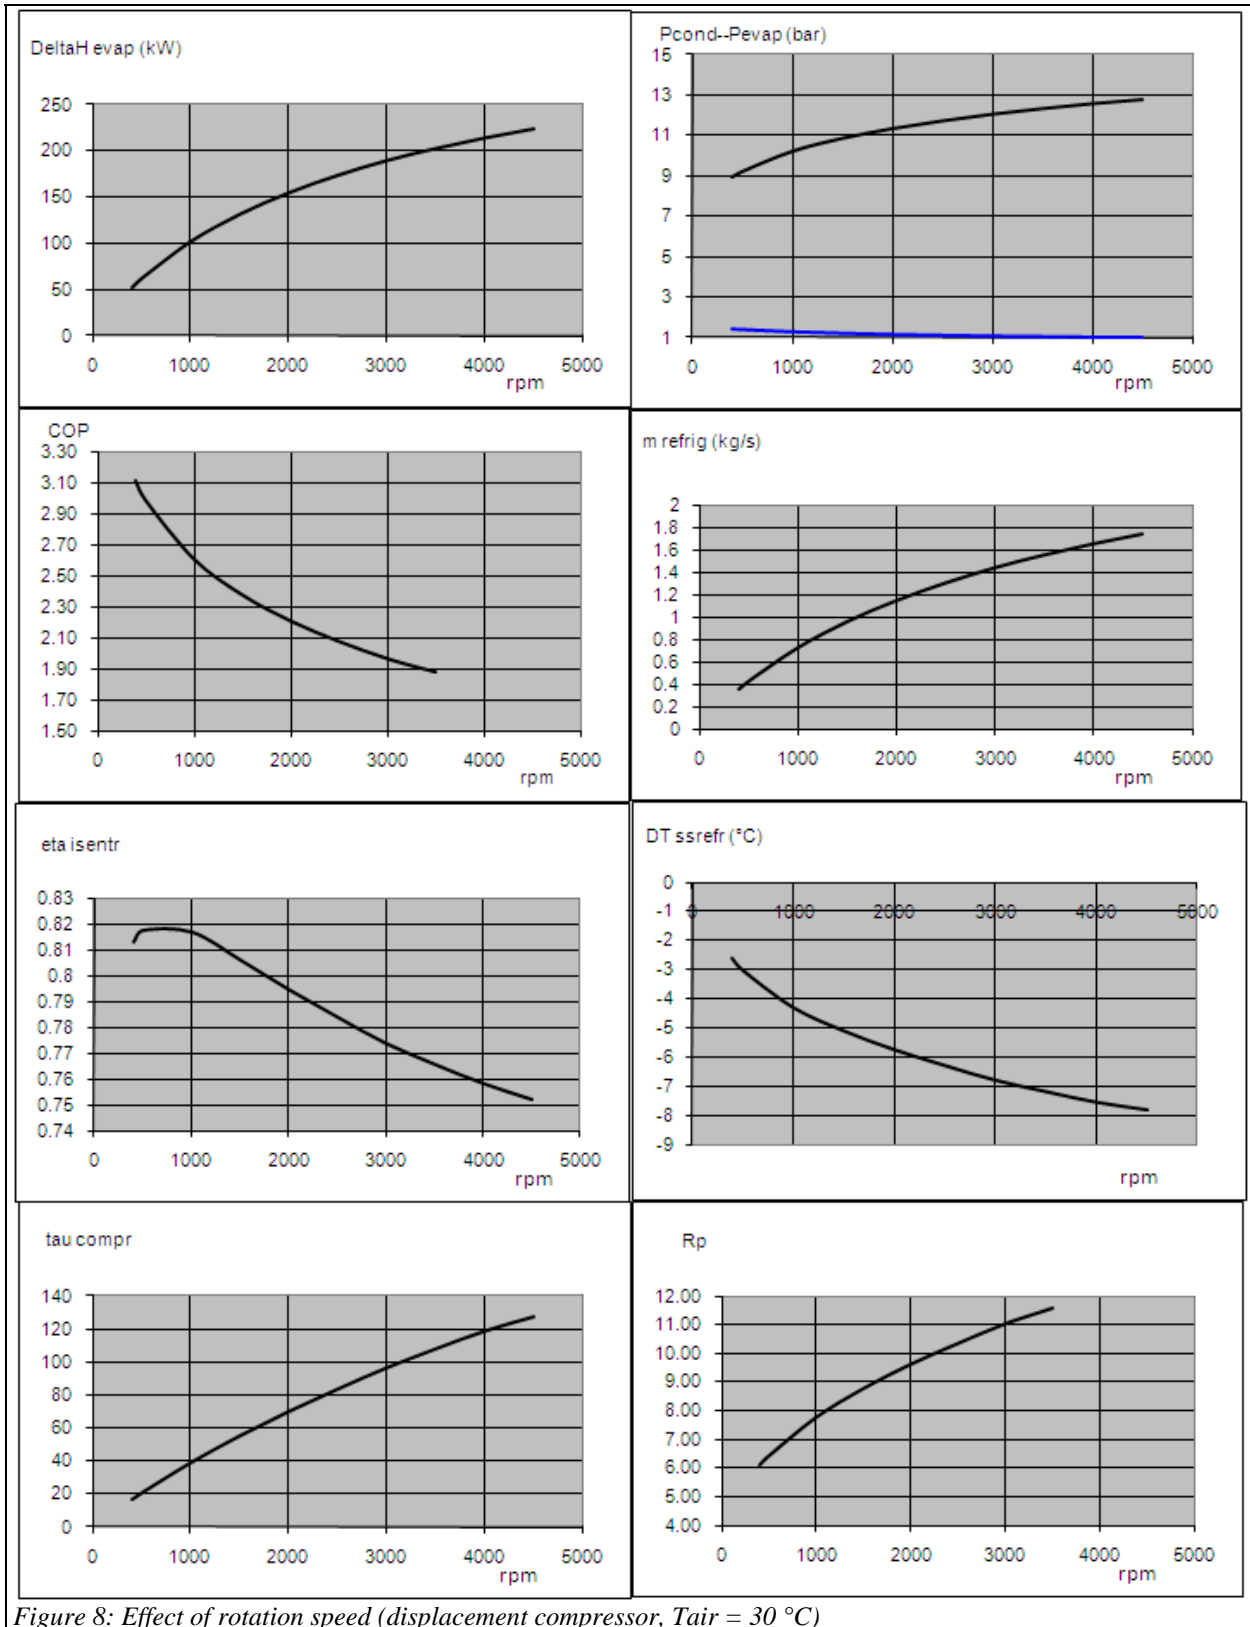 DeltaH evap (kW)
250
200
150
100
50
0
0 1000 2000 3000 4000 5000
rpm
Pcond--Pevap (bar)
15
13
11
9
7
5
3
1
0 1000 2000 3000 4000 5000
rpm
COP
3.30
3.10
2.90
2.70
2.50
2.30
2.10
1.90
1.70
1.50
0 1000 2000 3000 4000 5000
rpm
m refrig (kg/s)
2
1.8
1.6
1.4
1.2
1
0.8
0.6
0.4
0.2
0
0 1000 2000 3000 4000 5000
rpm
eta isentr
0.83
0.82
0.81
0.8
0.79
0.78
0.77
0.76
0.75
0.74
0 1000 2000 3000 4000 5000
rpm
DT ssrefr (°C)
0
-1
0 1000 2000 3000 4000 5000
-2
-3
-4
-5
-6
-7
-8
-9
rpm
tau compr
140
120
100
80
60
40
20
0
0 1000 2000 3000 4000 5000
rpm
Rp
12.00
11.00
10.00
9.00
8.00
7.00
6.00
5.00
4.00
0 1000 2000 3000 4000 5000
rpm
Figure 8: Effect of rotation speed (displacement compressor, Tair = 30 °C)